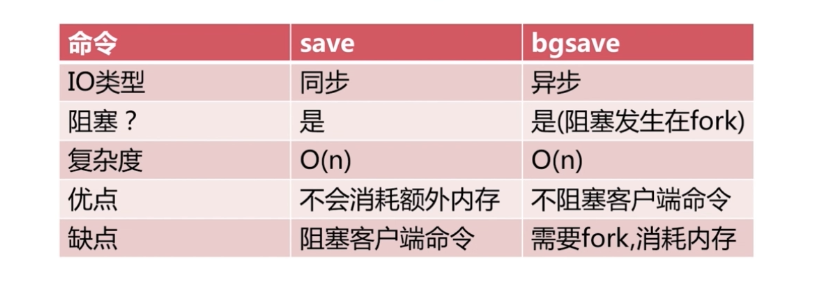 命令 save bgsave
IO类型 同步 异步
阻塞？ 是 是(阻塞发生在fork)
复杂度 O(n) O(n)
优点 不会消耗额外内存 不阻塞客户端命令
缺点 阻塞客户端命令 需要fork,消耗内存